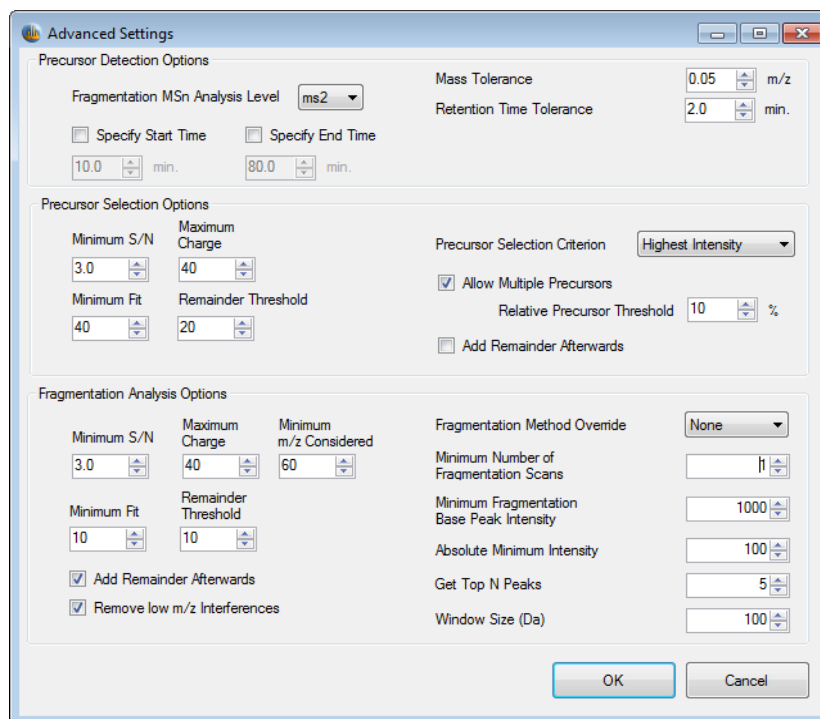 Advanced Settings
Precursor Detection Options
Fragmentation MSn Analysis Level ms2
Mass Tolerance 0.05 m/z
Retention Time Tolerance 2.0 min.
Specify Start Time Specify End Time
10.0 min. 80.0 min.
Precursor Selection Options
Minimum S/N
Maximum
Charge
3.0 40
Minimum Fit Remainder Threshold
40 20
Precursor Selection Criterion Highest Intensity
Allow Multiple Precursors
Relative Precursor Threshold 10 %
Add Remainder Afterwards
Fragmentation Analysis Options
Minimum S/N
Maximum
Charge
Minimum
m/z Considered
3.0 40 60
Minimum Fit
Remainder
Threshold
10 10
Add Remainder Afterwards
Remove low m/z Interferences
Fragmentation Method Override None
Minimum Number of
Fragmentation Scans 1
Minimum Fragmentation
Base Peak Intensity 1000
Absolute Minimum Intensity 100
Get Top N Peaks 5
Window Size (Da) 100
OK Cancel